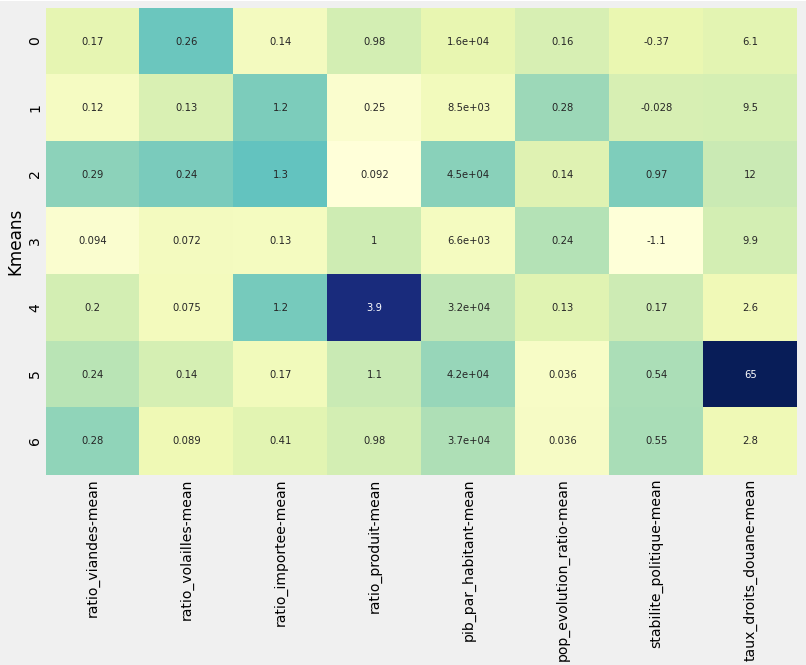 0 0.17 0.26 0.14 0.98 1.6e+04 0.16 -0.37 6.1
1 0.12 0.13 1.2 0.25 8.5e+03 0.28 -0.028 9.5
2 0.29 0.24 1.3 0.092 4.5e+04 0.14 0.97 12
3 0.094 0.072 0.13 1 6.6e+03 0.24 -1.1 9.9
4 0.2 0.075 1.2 3.9 3.2e+04 0.13 0.17 2.6
5 0.24 0.14 0.17 1.1 4.2e+04 0.036 0.54 65
6 0.28 0.089 0.41 0.98 3.7e+04 0.036 0.55 2.8
Kmeans
ratio_viandes-mean
ratio_volailles-mean
ratio_importee-mean
ratio_produit-mean
pib_par_habitant-mean
pop_evolution_ratio-mean
stabilite_politique-mean
taux_droits_douane-mean